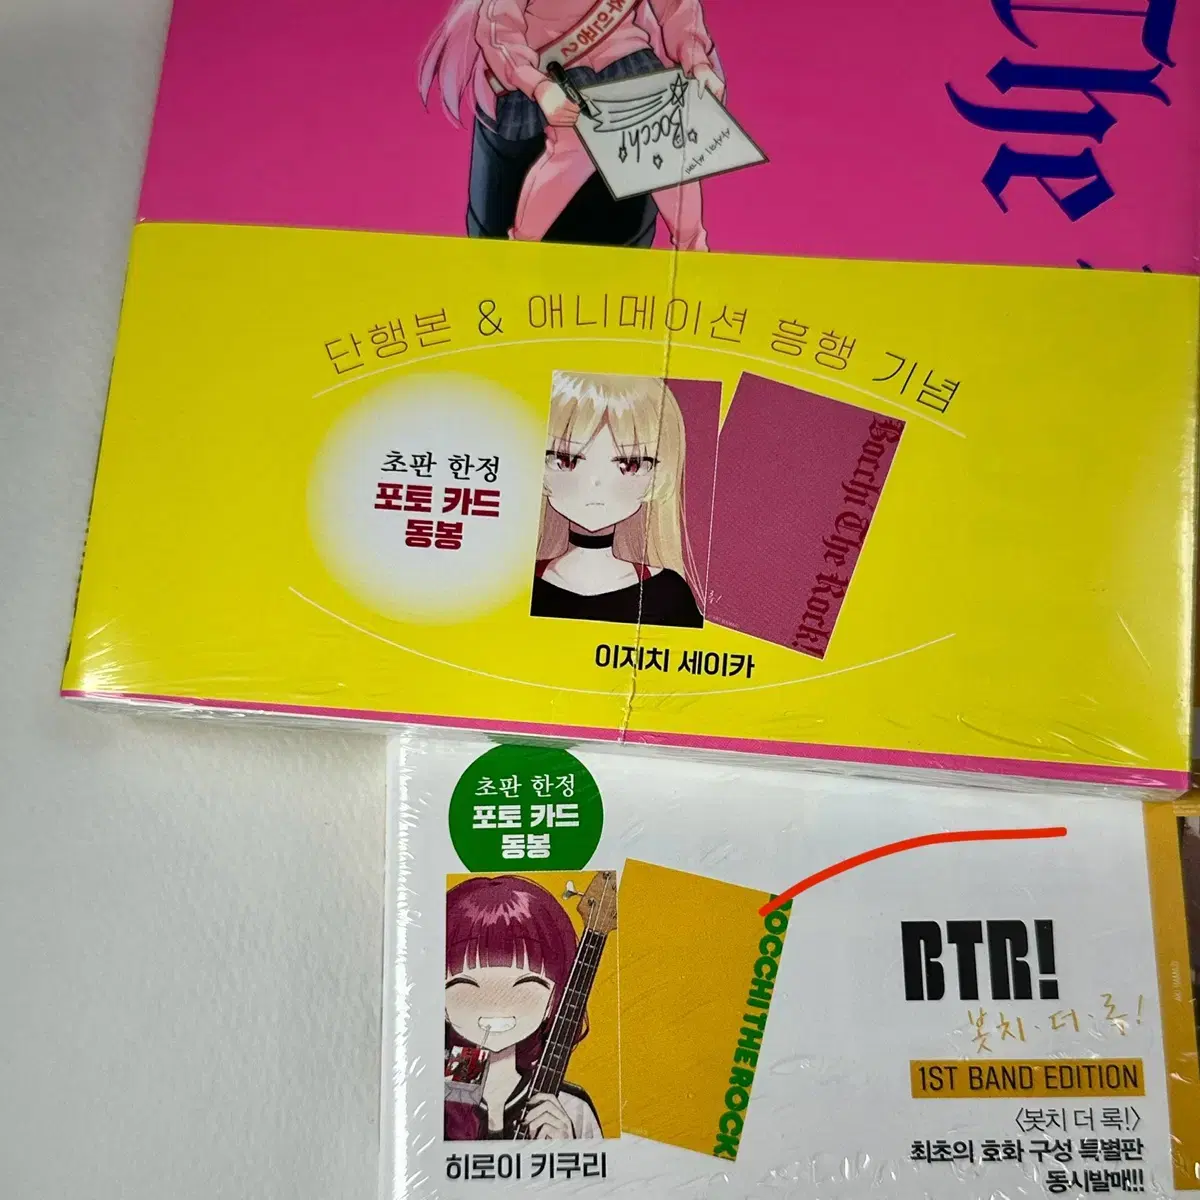 주인공?
Bocchi
The
단행본 & 애니메이션 흥행 기념
초판 한정
포토 카드
동봉
Bocchi The Rock!
이지치 세이카
초판 한정
포토 카드
동봉
BOCCHI THE ROCK
히로이 키쿠리
BTR!
봇치·더·록!
1ST BAND EDITION
〈봇치 더 록!〉
최초의 호화 구성 특별판
동시발매!!!